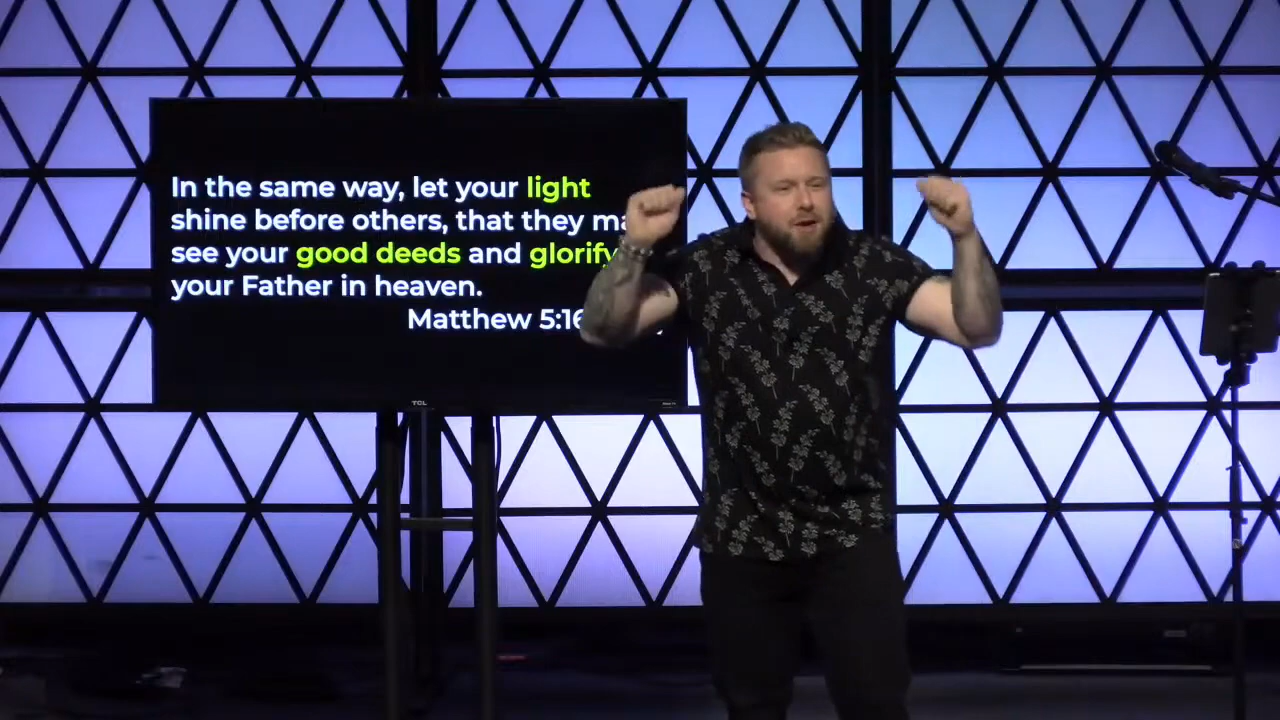 In the same way, let your light
shine before others, that they ma
see your good deeds and glorify
your Father in heaven.
Matthew 5:16
TCL